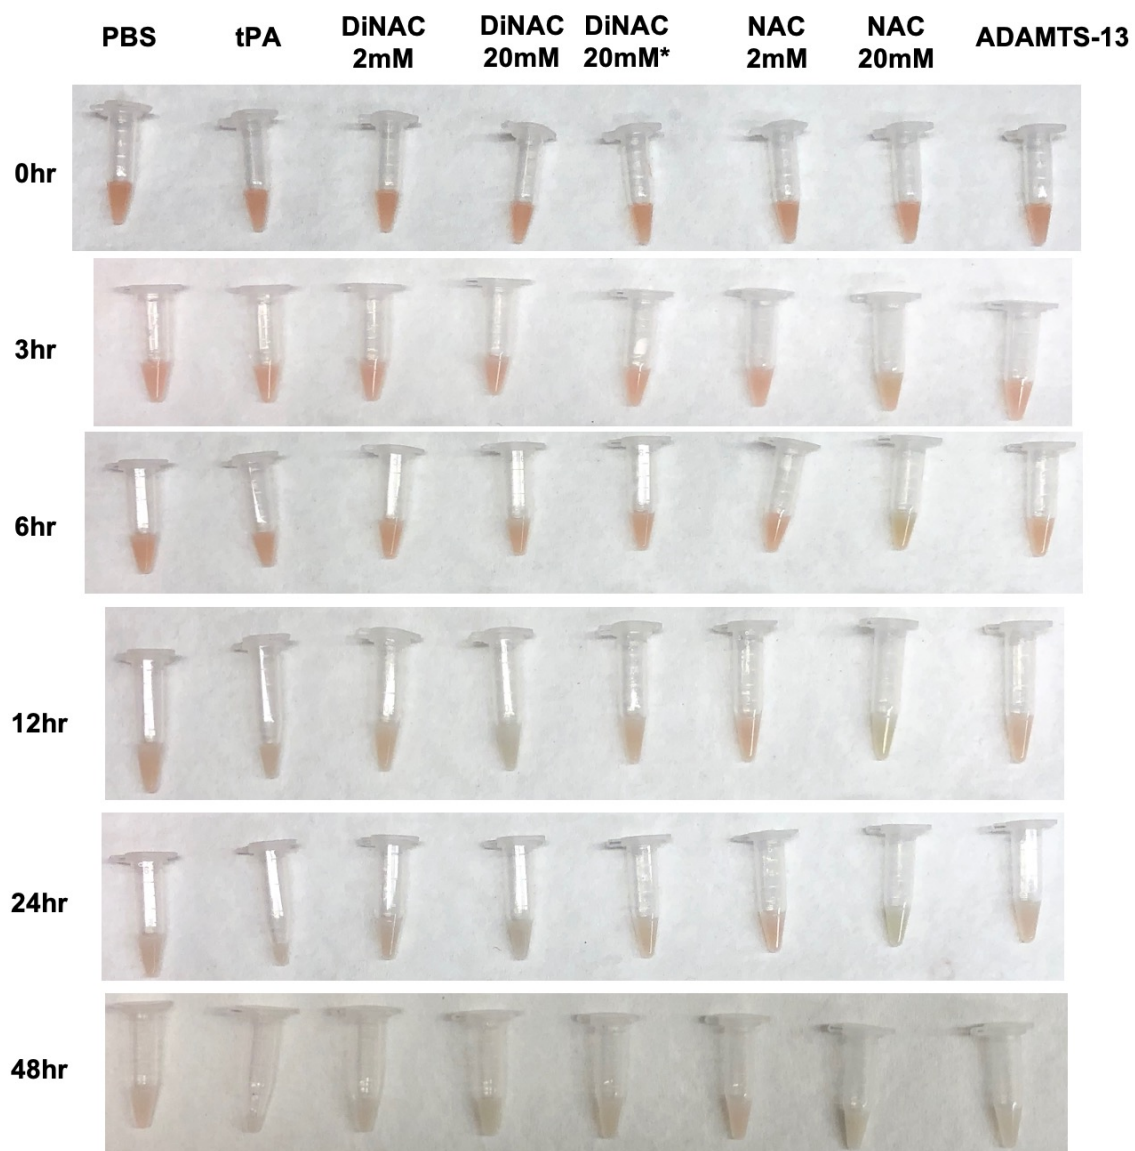 PBS tPA DiNAC DiNAC DiNAC NAC NAC ADAMTS-13
2mM 20mM 20mM* 2mM 20mM
0hr
3hr
6hr
12hr
24hr
48hr